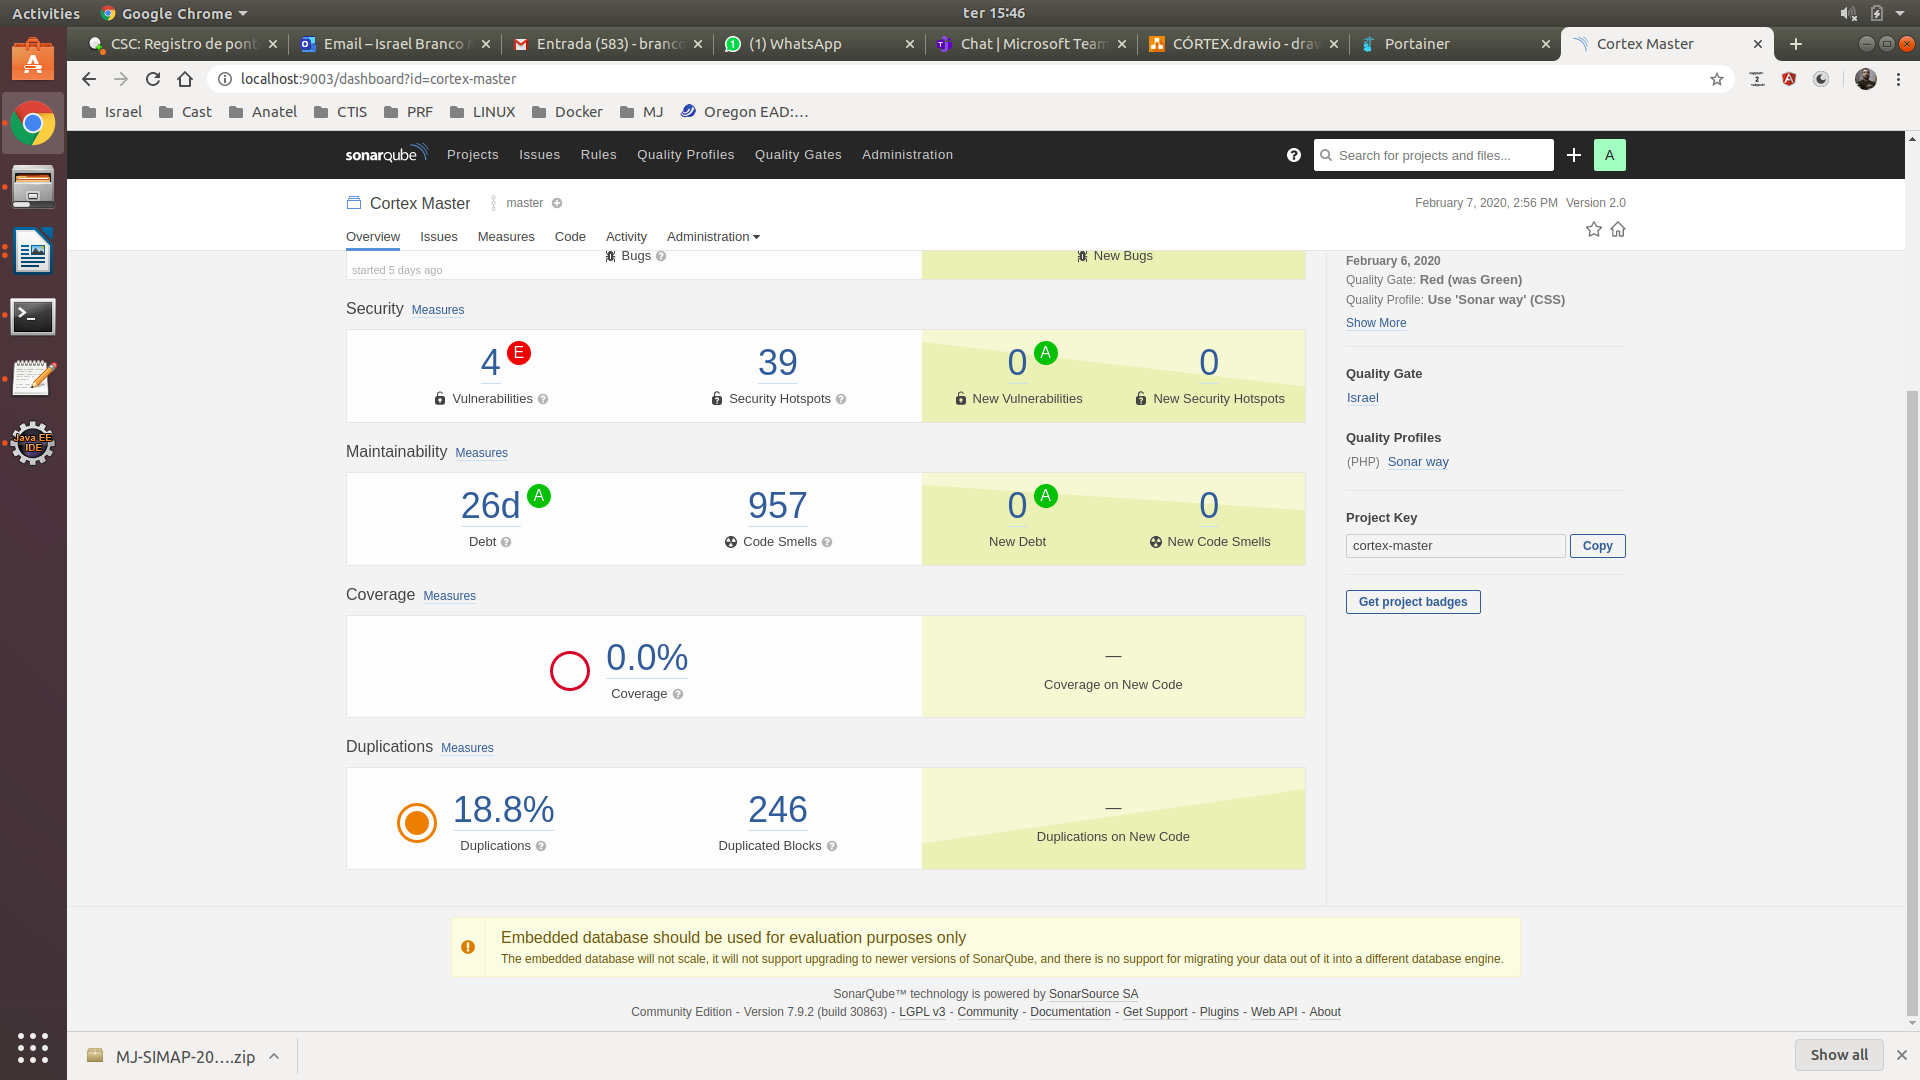 Activities
Google Chrome
ter 15:46
CSC: Registro de pont
Email – Israel Branco
Entrada (583) - branc
(1) WhatsApp
Chat | Microsoft Team
CÓRTEX.drawio - drav
Portainer
Cortex Master
localhost:9003/dashboard?id=cortex-master
Israel
Cast
Anatel
CTIS
PRF
LINUX
Docker
MJ
Oregon EAD:...
sonarqube
Projects
Issues
Rules
Quality Profiles
Quality Gates
Administration
Search for projects and files...
A
Cortex Master
master
February 7, 2020, 2:56 PM Version 2.0
Overview
Issues
Measures
Code
Activity
Administration
Bugs
started 5 days ago
New Bugs
February 6, 2020
Quality Gate: Red (was Green)
Quality Profile: Use 'Sonar way' (CSS)
Show More
Security Measures
4 E
Vulnerabilities
39
Security Hotspots
0 A
New Vulnerabilities
0
New Security Hotspots
Quality Gate
Israel
Quality Profiles
(PHP) Sonar way
Project Key
cortex-master
Copy
Get project badges
Maintainability Measures
26d A
Debt
957
Code Smells
0 A
New Debt
0
New Code Smells
Coverage Measures
0.0%
Coverage
—
Coverage on New Code
Duplications Measures
18.8%
Duplications
246
Duplicated Blocks
—
Duplications on New Code
Embedded database should be used for evaluation purposes only
The embedded database will not scale, it will not support upgrading to newer versions of SonarQube, and there is no support for migrating your data out of it into a different database engine.
SonarQube™ technology is powered by SonarSource SA
Community Edition - Version 7.9.2 (build 30863) - LGPL v3 - Community - Documentation - Get Support - Plugins - Web API - About
Java EE
IDE
MJ-SIMAP-20....zip
Show all